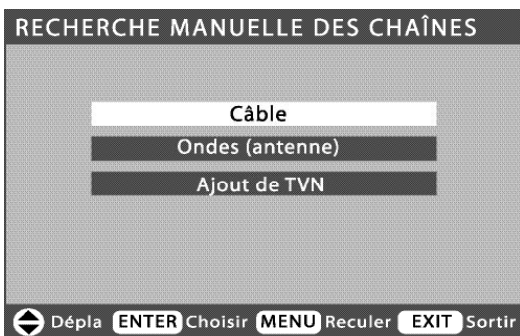 RECHERCHE MANUELLE DES CHAÎNES
Câble
Ondes (antenne)
Ajout de TVN
Dépla ENTER Choisir MENU Reculer EXIT Sortir